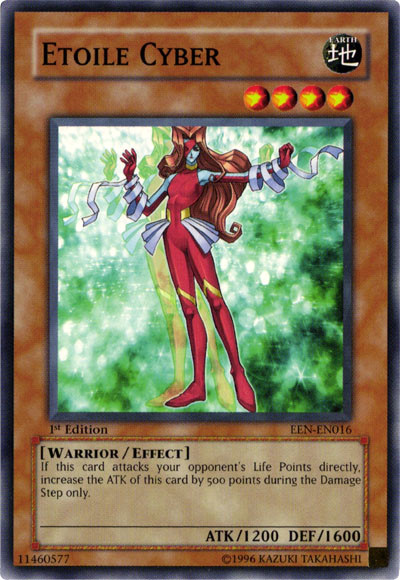 ETOILE CYBER
EARTH
地
1st Edition
EEN-EN016
[WARRIOR / EFFECT]
If this card attacks your opponent's Life Points directly,
increase the ATK of this card by 500 points during the Damage
Step only.
ATK/1200 DEF/1600
11460577
©1996 KAZUKI TAKAHASHI